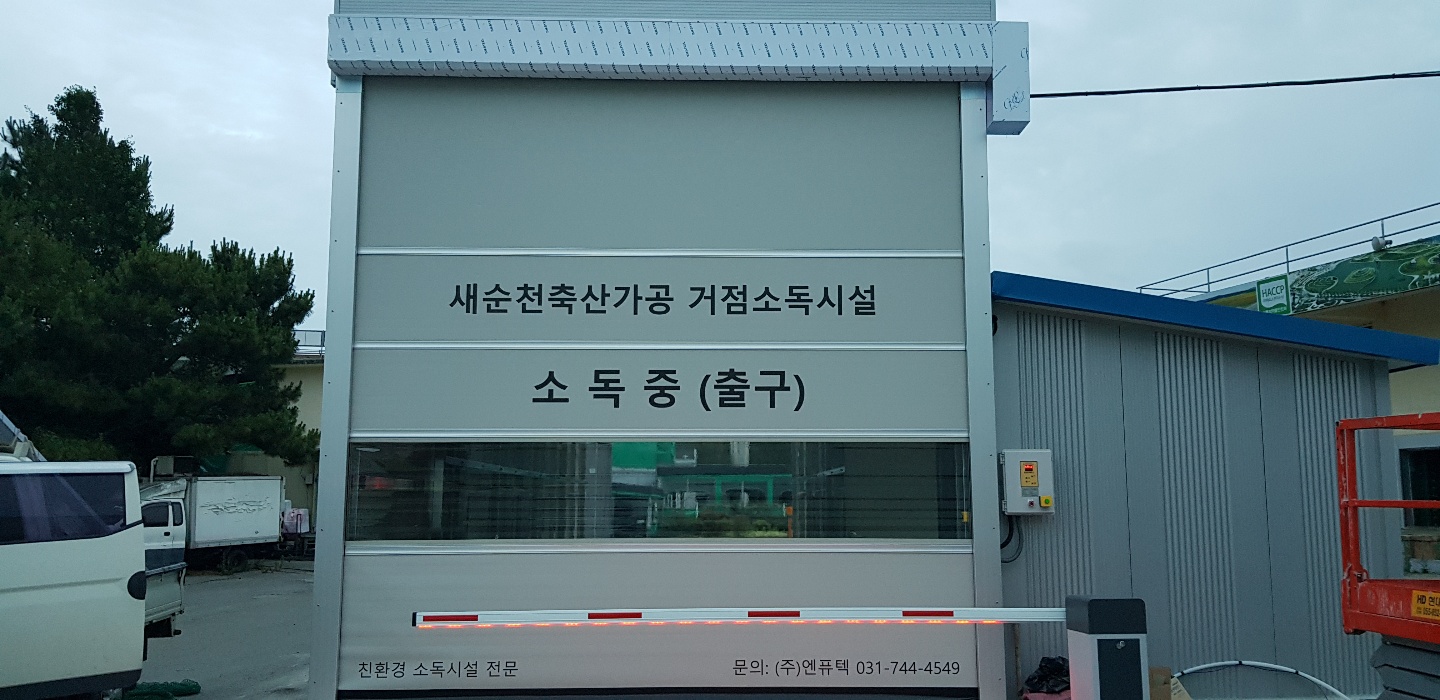 새순천축산가공 거점소독시설
소 독 중 (출구)
친환경 소독시설 전문
문의: (주)엔퓨텍 031-744-4549
HACCP